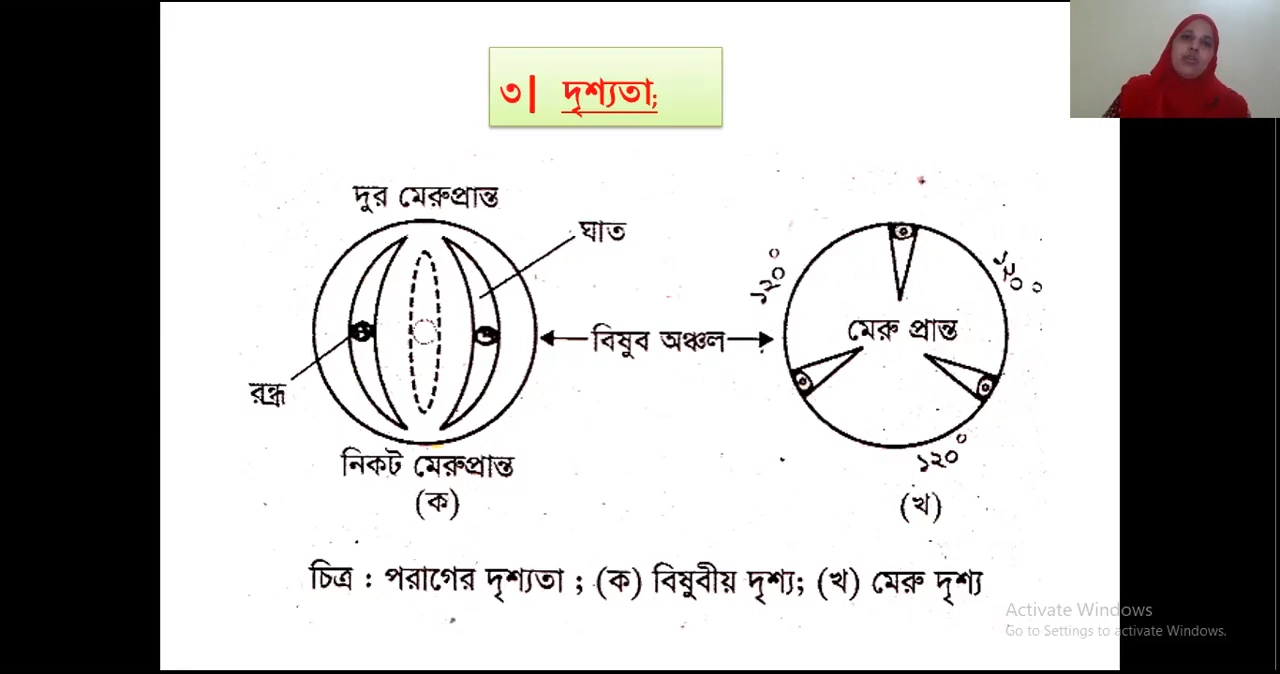 ৩| দৃশ্যতা;
দুর মেরুপ্রান্ত
ঘাত
১২০°
১২০°
মেরু প্রান্ত
বিষুব অঞ্চল
রন্ধ্র
নিকট মেরুপ্রান্ত
১২০°
(ক)
(খ)
চিত্র : পরাগের দৃশ্যতা ; (ক) বিষুবীয় দৃশ্য; (খ) মেরু দৃশ্য
Activate Windows
Go to Settings to activate Windows.